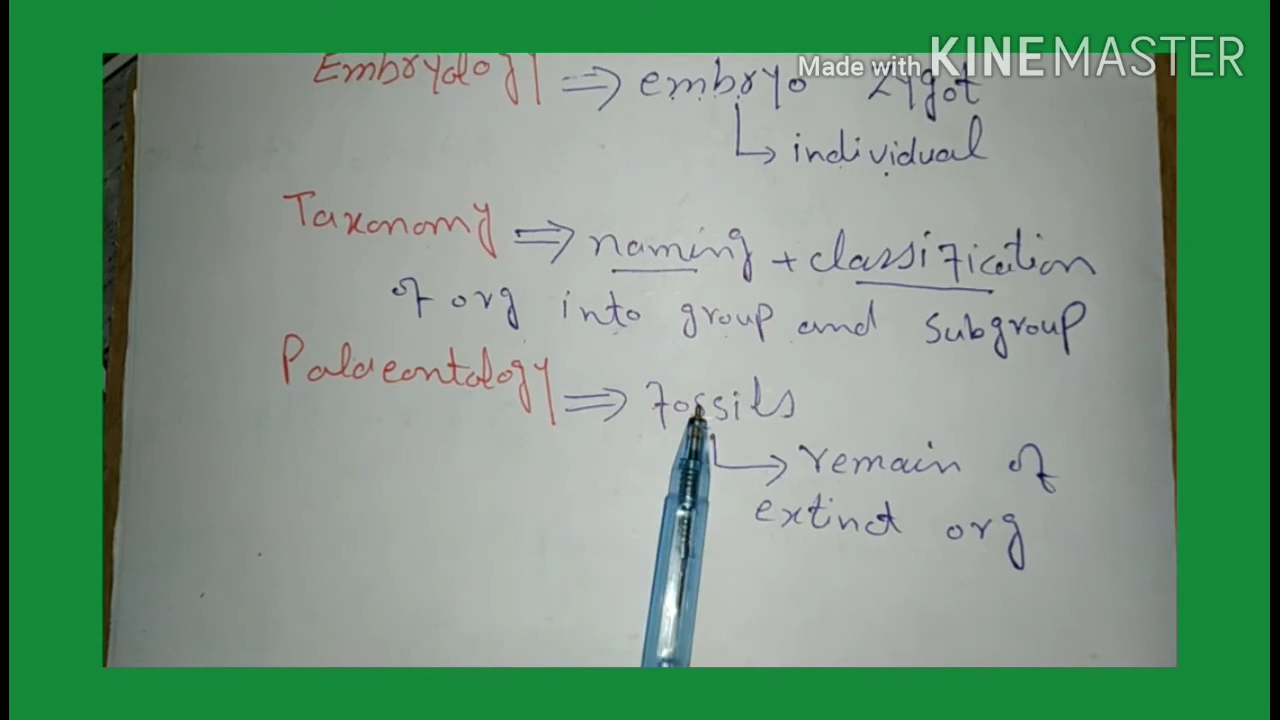 Made with KINEMASTER
Embryology ⇒ embryo zygot
↳ individual
Taxonomy ⇒ naming + classification
of org into group and subgroup
Palaeontology ⇒ Fossils
↳ remain of
extinct org